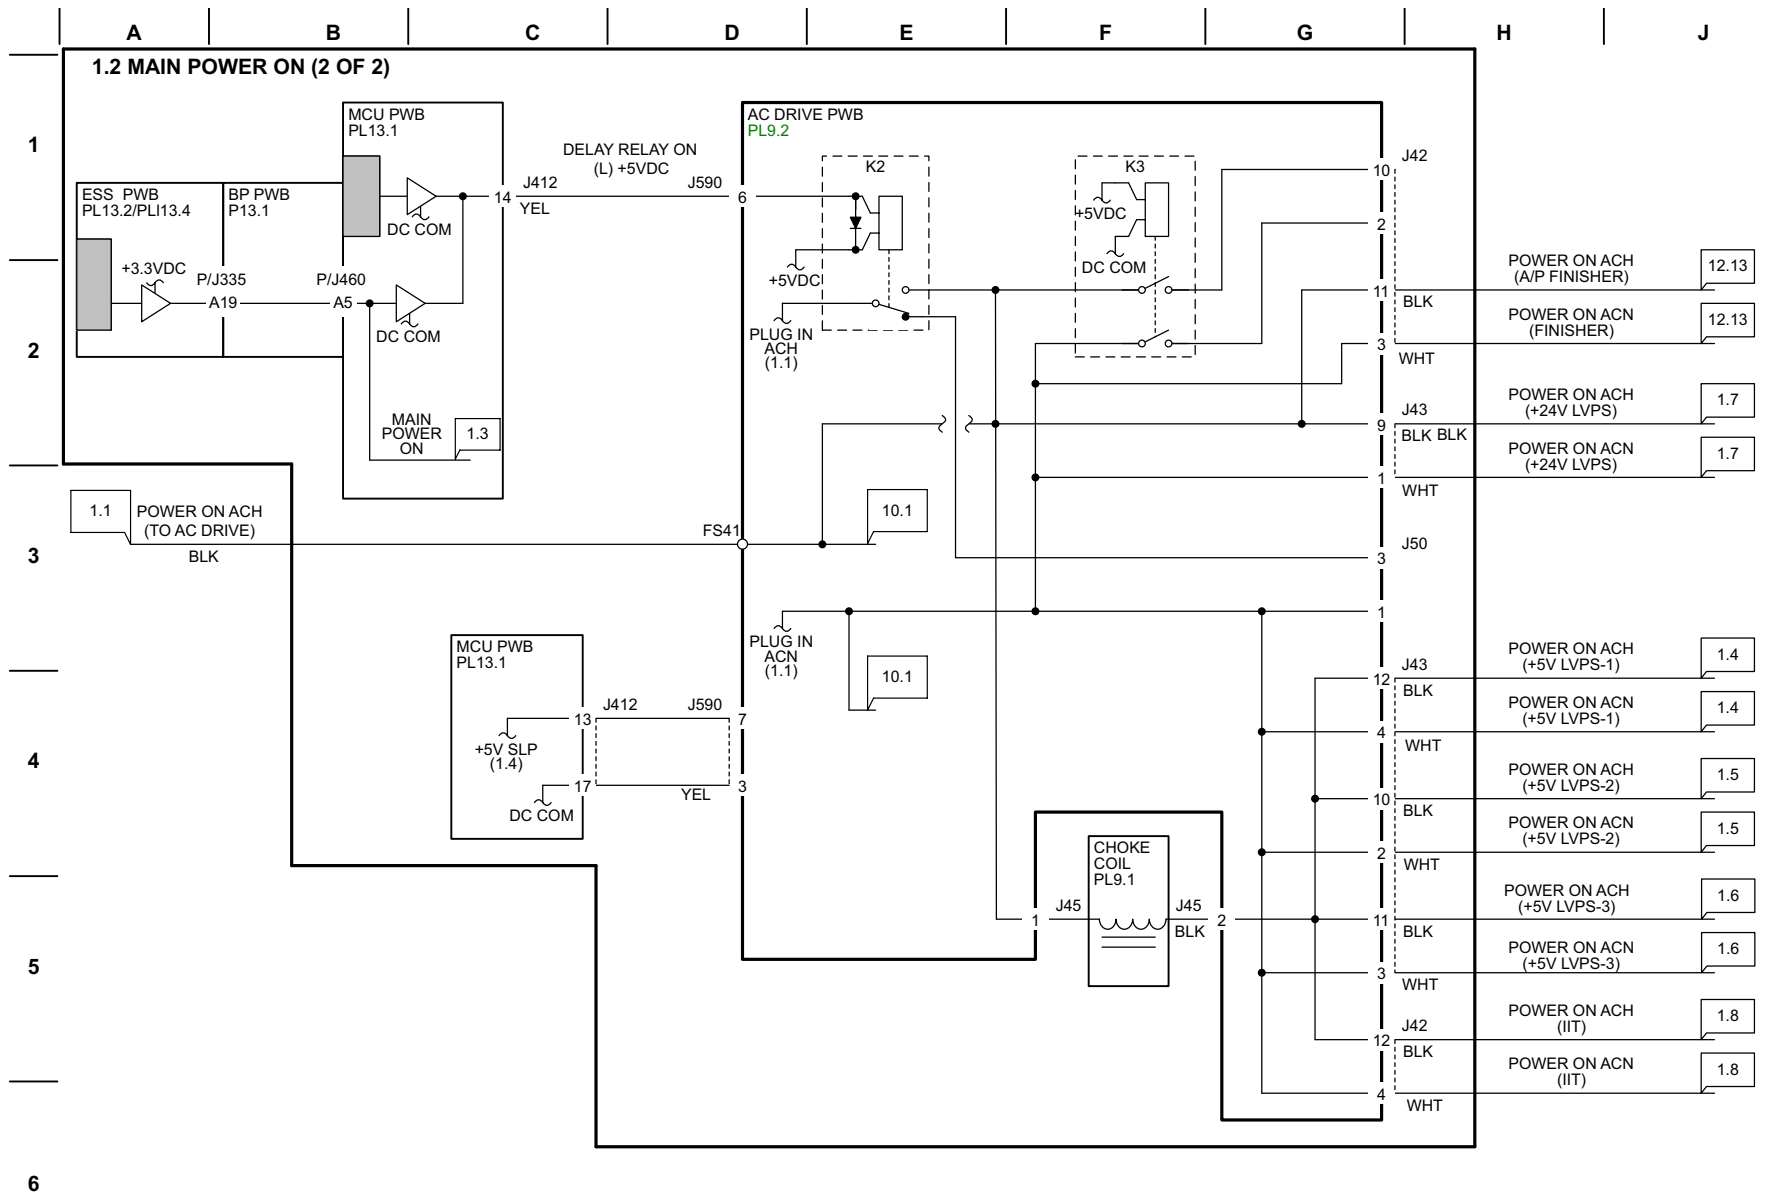 A B C D E F G H J
1.2 MAIN POWER ON (2 OF 2)
1
2
3
4
5
6
MCU PWB
PL13.1
ESS PWB
PL13.2/PLI13.4
BP PWB
P13.1
DC COM
+3.3VDC
P/J335
A19
P/J460
A5
DC COM
MAIN
POWER
ON
1.3
14
J412
YEL
DELAY RELAY ON
(L) +5VDC
J590
6
AC DRIVE PWB
PL9.2
K2
+5VDC
PLUG IN
ACH
(1.1)
K3
+5VDC
DC COM
10
J42
2
11
BLK
3
WHT
J43
9
BLK BLK
1
WHT
POWER ON ACH
(A/P FINISHER)
12.13
POWER ON ACN
(FINISHER)
12.13
POWER ON ACH
(+24V LVPS)
1.7
POWER ON ACN
(+24V LVPS)
1.7
1.1
POWER ON ACH
(TO AC DRIVE)
BLK
FS41
10.1
J50
3
1
PLUG IN
ACN
(1.1)
10.1
MCU PWB
PL13.1
13
J412
J590
7
+5V SLP
(1.4)
17
YEL
3
DC COM
CHOKE
COIL
PL9.1
1
J45
J45
BLK
2
J43
12
BLK
4
WHT
10
BLK
2
WHT
11
BLK
3
WHT
J42
12
BLK
4
WHT
POWER ON ACH
(+5V LVPS-1)
1.4
POWER ON ACN
(+5V LVPS-1)
1.4
POWER ON ACH
(+5V LVPS-2)
1.5
POWER ON ACN
(+5V LVPS-2)
1.5
POWER ON ACH
(+5V LVPS-3)
1.6
POWER ON ACN
(+5V LVPS-3)
1.6
POWER ON ACH
(IIT)
1.8
POWER ON ACN
(IIT)
1.8